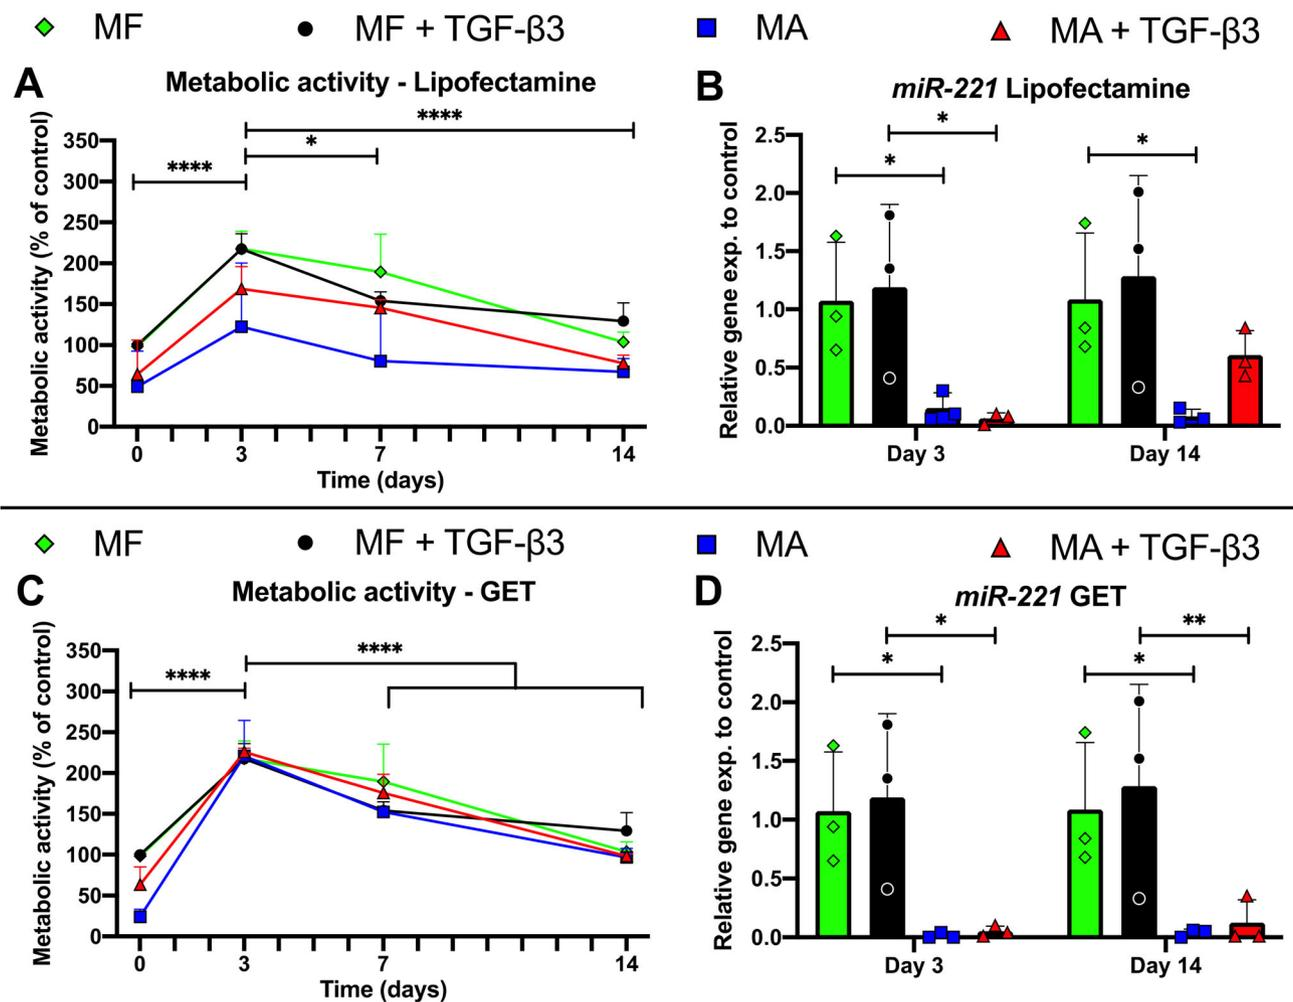 MF MF + TGF-β3 MA MA + TGF-β3
A Metabolic activity - Lipofectamine
Metabolic activity (% of control)
350
300
250
200
150
100
50
0
**** * ****
0 3 7 14
Time (days)
B miR-221 Lipofectamine
Relative gene exp. to control
2.5
2.0
1.5
1.0
0.5
0.0
* * *
Day 3 Day 14
MF MF + TGF-β3 MA MA + TGF-β3
C Metabolic activity - GET
Metabolic activity (% of control)
350
300
250
200
150
100
50
0
**** ****
0 3 7 14
Time (days)
D miR-221 GET
Relative gene exp. to control
2.5
2.0
1.5
1.0
0.5
0.0
* * * **
Day 3 Day 14